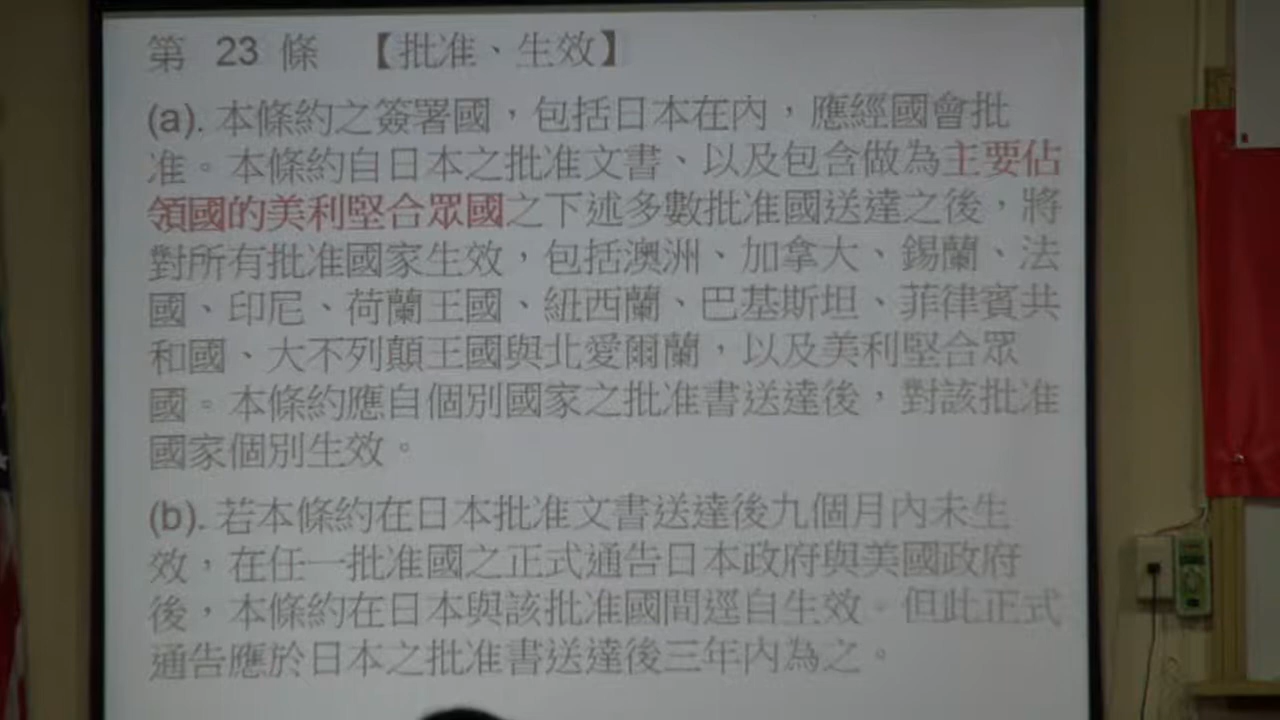 第 23 條 【批准、生效】
(a). 本條約之簽署國，包括日本在內，應經國會批
准。本條約自日本之批准文書、以及包含做為主要佔
領國的美利堅合眾國之下述多數批准國送達之後，將
對所有批准國家生效，包括澳洲、加拿大、錫蘭、法
國、印尼、荷蘭王國、紐西蘭、巴基斯坦、菲律賓共
和國、大不列顛王國與北愛爾蘭，以及美利堅合眾
國。本條約應自個別國家之批准書送達後，對該批准
國家個別生效。
(b). 若本條約在日本批准文書送達後九個月內未生
效，在任一批准國之正式通告日本政府與美國政府
後，本條約在日本與該批准國間逕自生效。但此正式
通告應於日本之批准書送達後三年內為之。